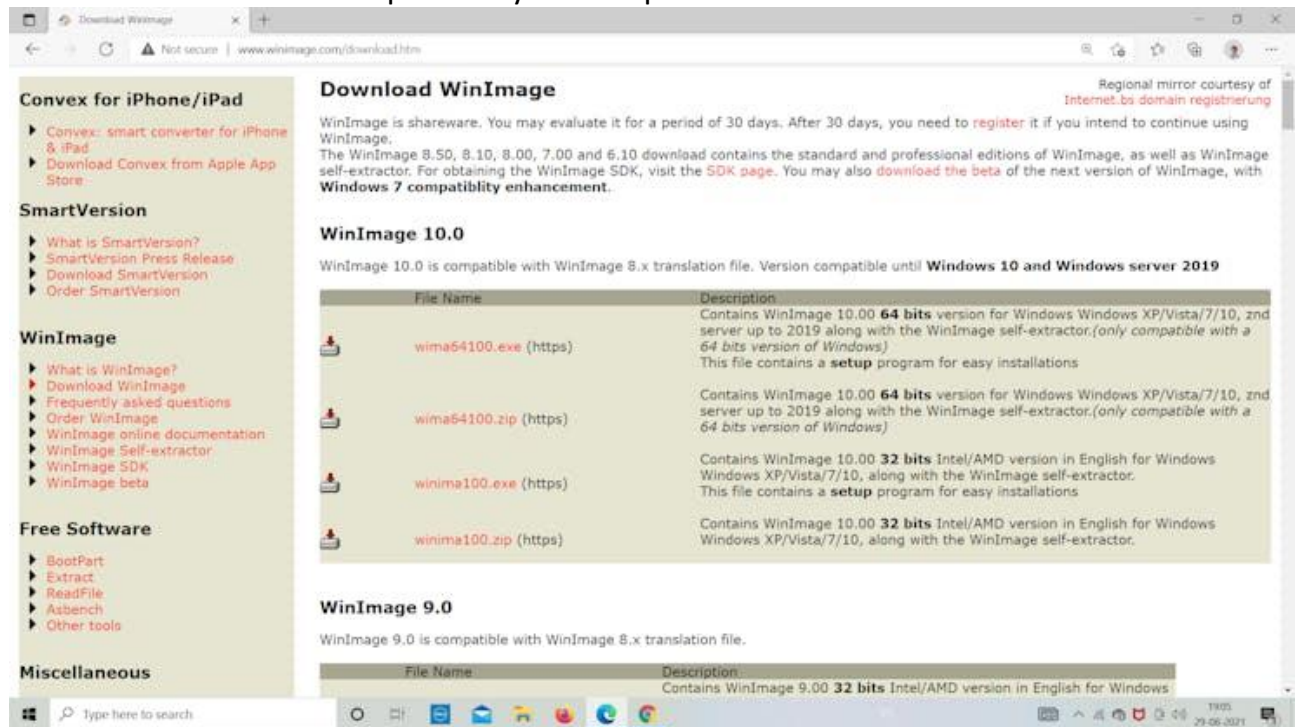 Download WinImage
Not secure | www.winimage.com/download.htm
Convex for iPhone/iPad
Convex: smart converter for iPhone
& iPad
Download Convex from Apple App
Store
SmartVersion
What is SmartVersion?
SmartVersion Press Release
Download SmartVersion
Order SmartVersion
WinImage
What is WinImage?
Download WinImage
Frequently asked questions
Order WinImage
WinImage online documentation
WinImage Self-extractor
WinImage SDK
WinImage beta
Free Software
BootPart
Extract
ReadFile
Asbench
Other tools
Miscellaneous
Download WinImage
Regional mirror courtesy of
Internet.bs domain registrierung
WinImage is shareware. You may evaluate it for a period of 30 days. After 30 days, you need to register it if you intend to continue using
WinImage.
The WinImage 8.50, 8.10, 8.00, 7.00 and 6.10 download contains the standard and professional editions of WinImage, as well as WinImage
self-extractor. For obtaining the WinImage SDK, visit the SDK page. You may also download the beta of the next version of WinImage, with
Windows 7 compatiblity enhancement.
WinImage 10.0
WinImage 10.0 is compatible with WinImage 8.x translation file. Version compatible until Windows 10 and Windows server 2019
File Name Description
Contains WinImage 10.00 64 bits version for Windows Windows XP/Vista/7/10, znd
server up to 2019 along with the WinImage self-extractor.(only compatible with a
wima64100.exe (https) 64 bits version of Windows)
This file contains a setup program for easy installations
Contains WinImage 10.00 64 bits version for Windows Windows XP/Vista/7/10, znd
wima64100.zip (https) server up to 2019 along with the WinImage self-extractor.(only compatible with a
64 bits version of Windows)
Contains WinImage 10.00 32 bits Intel/AMD version in English for Windows
winima100.exe (https) Windows XP/Vista/7/10, along with the WinImage self-extractor.
This file contains a setup program for easy installations
Contains WinImage 10.00 32 bits Intel/AMD version in English for Windows
winima100.zip (https) Windows XP/Vista/7/10, along with the WinImage self-extractor.
WinImage 9.0
WinImage 9.0 is compatible with WinImage 8.x translation file.
File Name Description
Contains WinImage 9.00 32 bits Intel/AMD version in English for Windows
Type here to search
19:05
29-08-2021